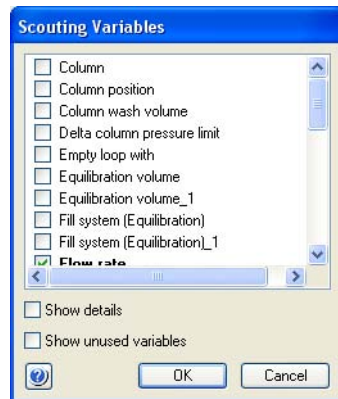 Scouting Variables
Column
Column position
Column wash volume
Delta column pressure limit
Empty loop with
Equilibration volume
Equilibration volume_1
Fill system (Equilibration)
Fill system (Equilibration)_1
Flow rate
Show details
Show unused variables
OK
Cancel